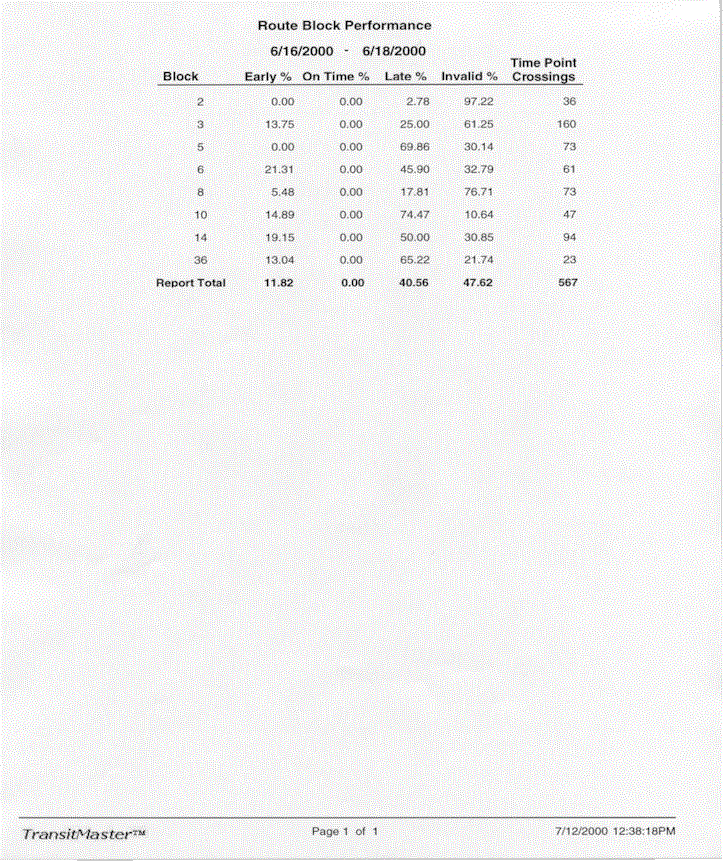 Route Block Performance
6/16/2000 - 6/18/2000
Time Point
Block Early % On Time % Late % Invalid % Crossings
2 0.00 0.00 2.78 97.22 36
3 13.75 0.00 25.00 61.25 160
5 0.00 0.00 69.86 30.14 73
6 21.31 0.00 45.90 32.79 61
8 5.48 0.00 17.81 76.71 73
10 14.89 0.00 74.47 10.64 47
14 19.15 0.00 50.00 30.85 94
36 13.04 0.00 65.22 21.74 23
Report Total 11.82 0.00 40.56 47.62 567
TransitMaster™ Page 1 of 1 7/12/2000 12:38:18PM